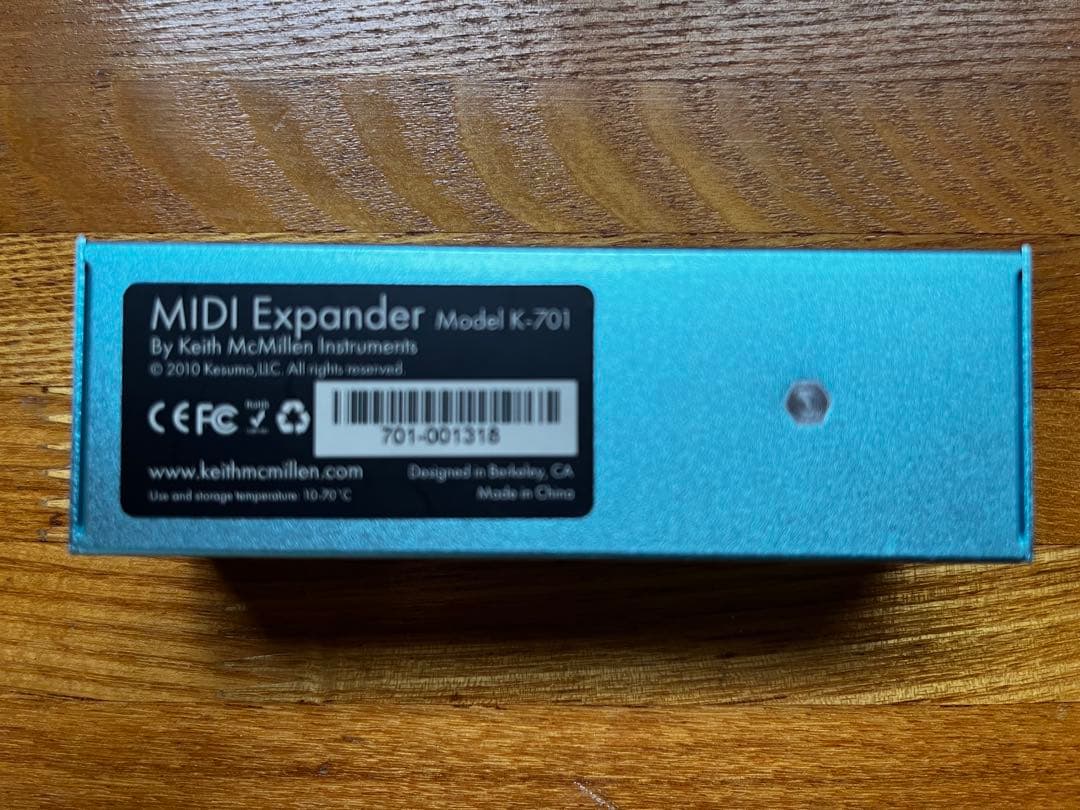 MIDI Expander Model K-701
By Keith McMillen Instruments
© 2010 Kesumo,LLC. All rights reserved.
CE FC RoHS
701-001318
www.keithmcmillen.com Designed in Berkeley, CA
Use and storage temperature 10-70°C Made in China